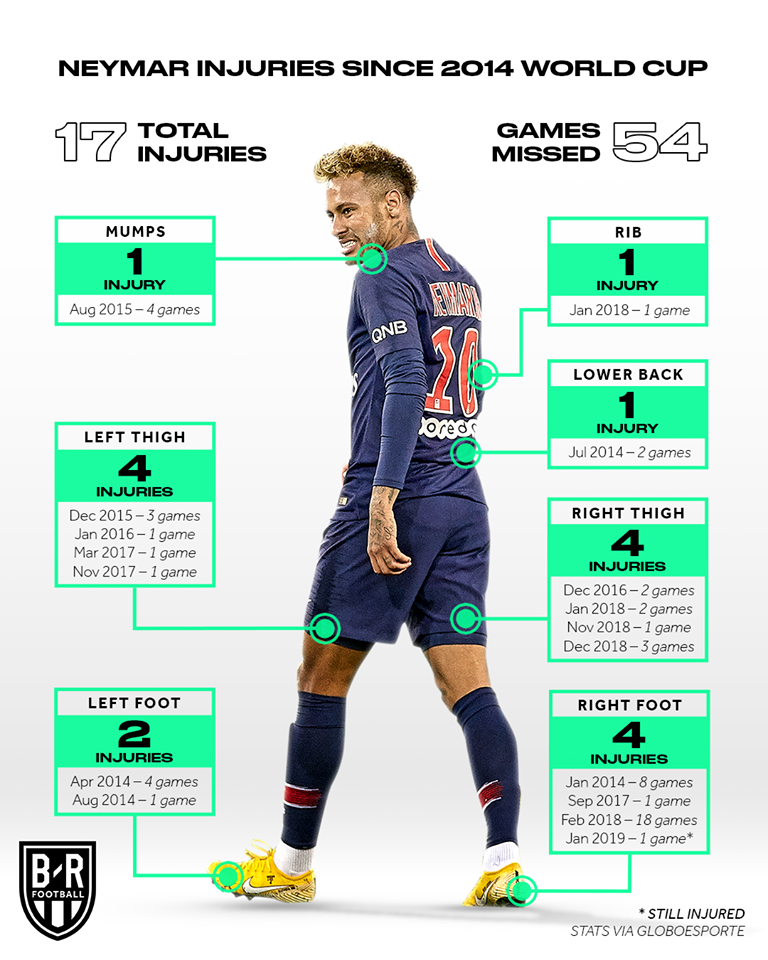 NEYMAR INJURIES SINCE 2014 WORLD CUP
17 TOTAL
INJURIES
GAMES
MISSED 54
MUMPS
1
INJURY
Aug 2015 – 4 games
RIB
1
INJURY
Jan 2018 – 1 game
LOWER BACK
1
INJURY
Jul 2014 – 2 games
LEFT THIGH
4
INJURIES
Dec 2015 – 3 games
Jan 2016 – 1 game
Mar 2017 – 1 game
Nov 2017 – 1 game
RIGHT THIGH
4
INJURIES
Dec 2016 – 2 games
Jan 2018 – 2 games
Nov 2018 – 1 game
Dec 2018 – 3 games
LEFT FOOT
2
INJURIES
Apr 2014 – 4 games
Aug 2014 – 1 game
RIGHT FOOT
4
INJURIES
Jan 2014 – 8 games
Sep 2017 – 1 game
Feb 2018 – 18 games
Jan 2019 – 1 game*
QNB
10
B R
FOOTBALL
* STILL INJURED
STATS VIA GLOBOESPORTE